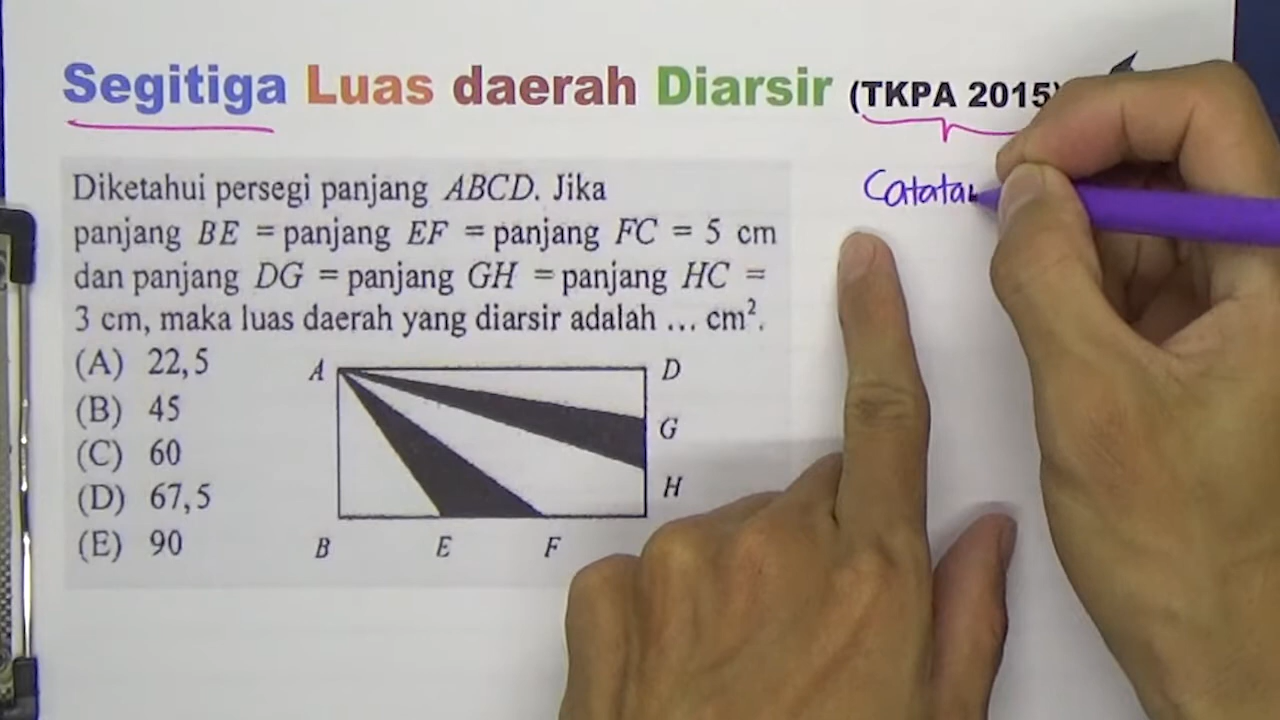 Segitiga Luas daerah Diarsir (TKPA 2015)
Catatan
Diketahui persegi panjang ABCD. Jika
panjang BE = panjang EF = panjang FC = 5 cm
dan panjang DG = panjang GH = panjang HC =
3 cm, maka luas daerah yang diarsir adalah ... cm².
(A) 22,5
(B) 45
(C) 60
(D) 67,5
(E) 90
A
D
G
H
B E F